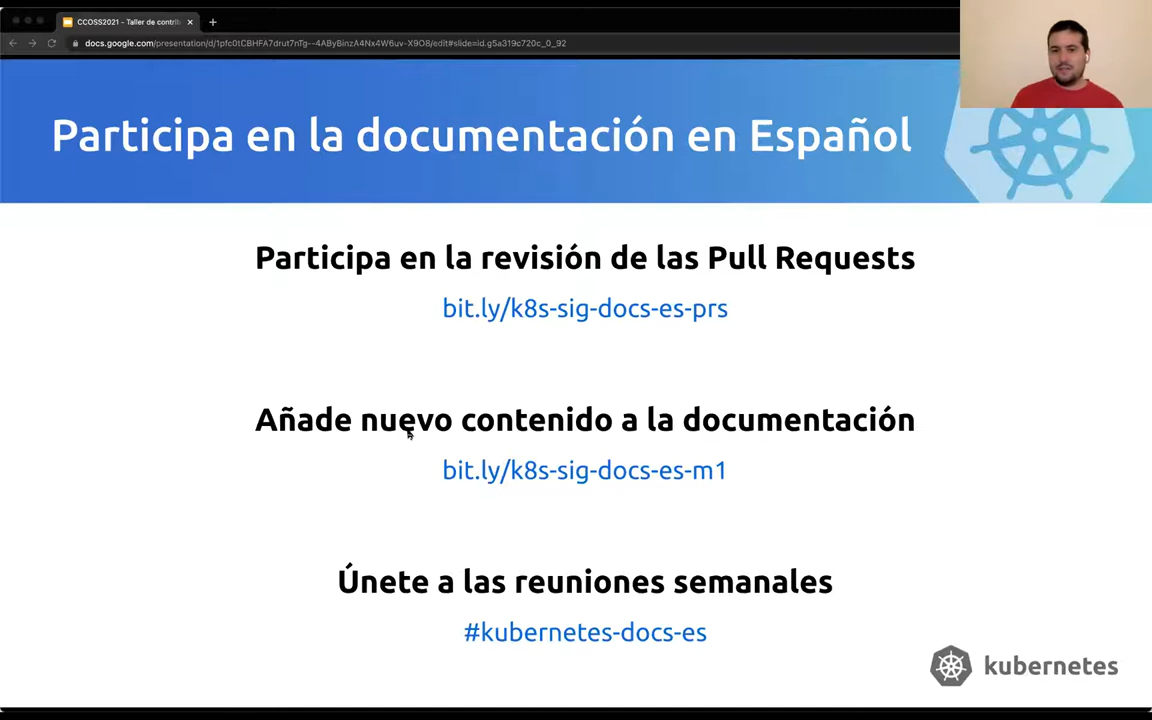 CCOSS2021 - Taller de contrib
docs.google.com/presentation/d/1pfc0tCBHFA7drut7nTg--4AByBinzA4Nx4W6uv-X9O8/edit#slide=id.g5a319c720c_0_92
Participa en la documentación en Español
Participa en la revisión de las Pull Requests
bit.ly/k8s-sig-docs-es-prs
Añade nuevo contenido a la documentación
bit.ly/k8s-sig-docs-es-m1
Únete a las reuniones semanales
#kubernetes-docs-es
kubernetes